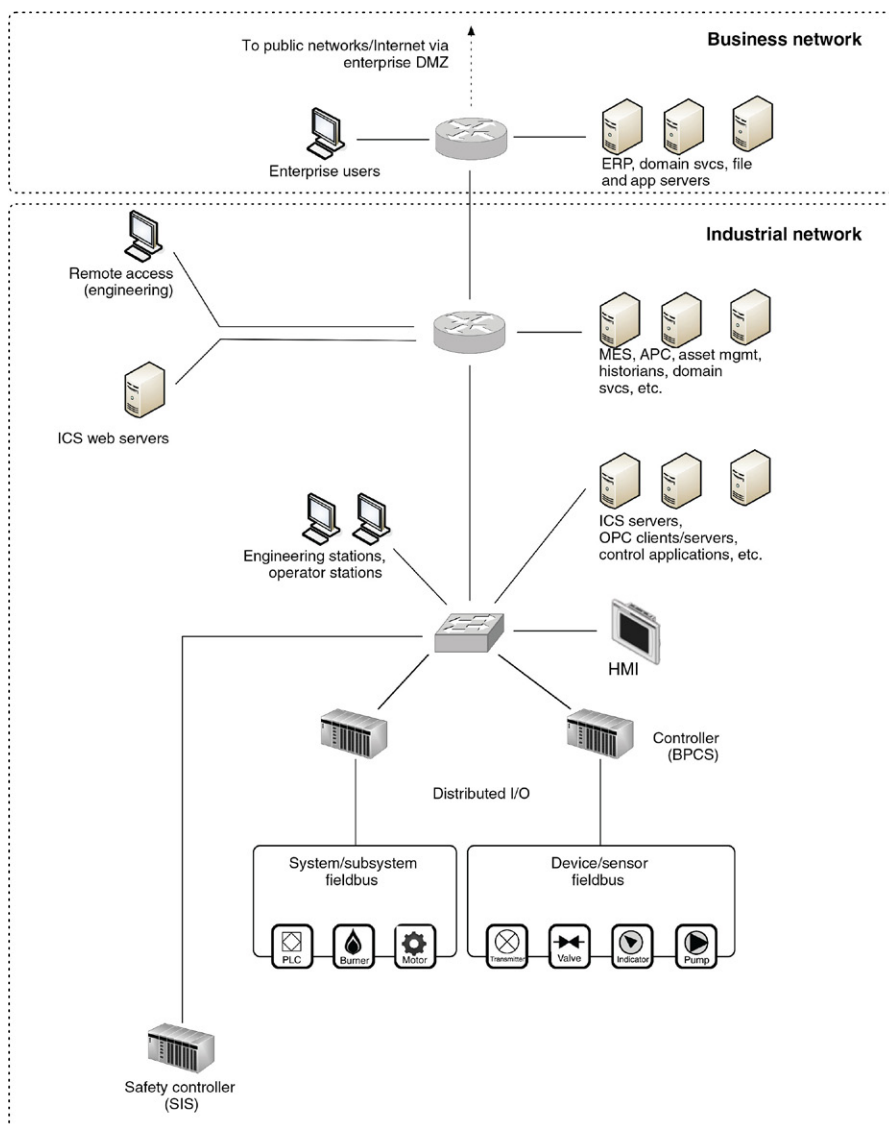 To public networks/Internet via
enterprise DMZ
Business network
Enterprise users
ERP, domain svcs, file
and app servers
Industrial network
Remote access
(engineering)
MES, APC, asset mgmt,
historians, domain
svcs, etc.
ICS web servers
ICS servers,
OPC clients/servers,
control applications, etc.
Engineering stations,
operator stations
HMI
Controller
(BPCS)
Distributed I/O
System/subsystem
fieldbus
Device/sensor
fieldbus
PLC
Burner
Motor
Transmitter
Valve
Indicator
Pump
Safety controller
(SIS)